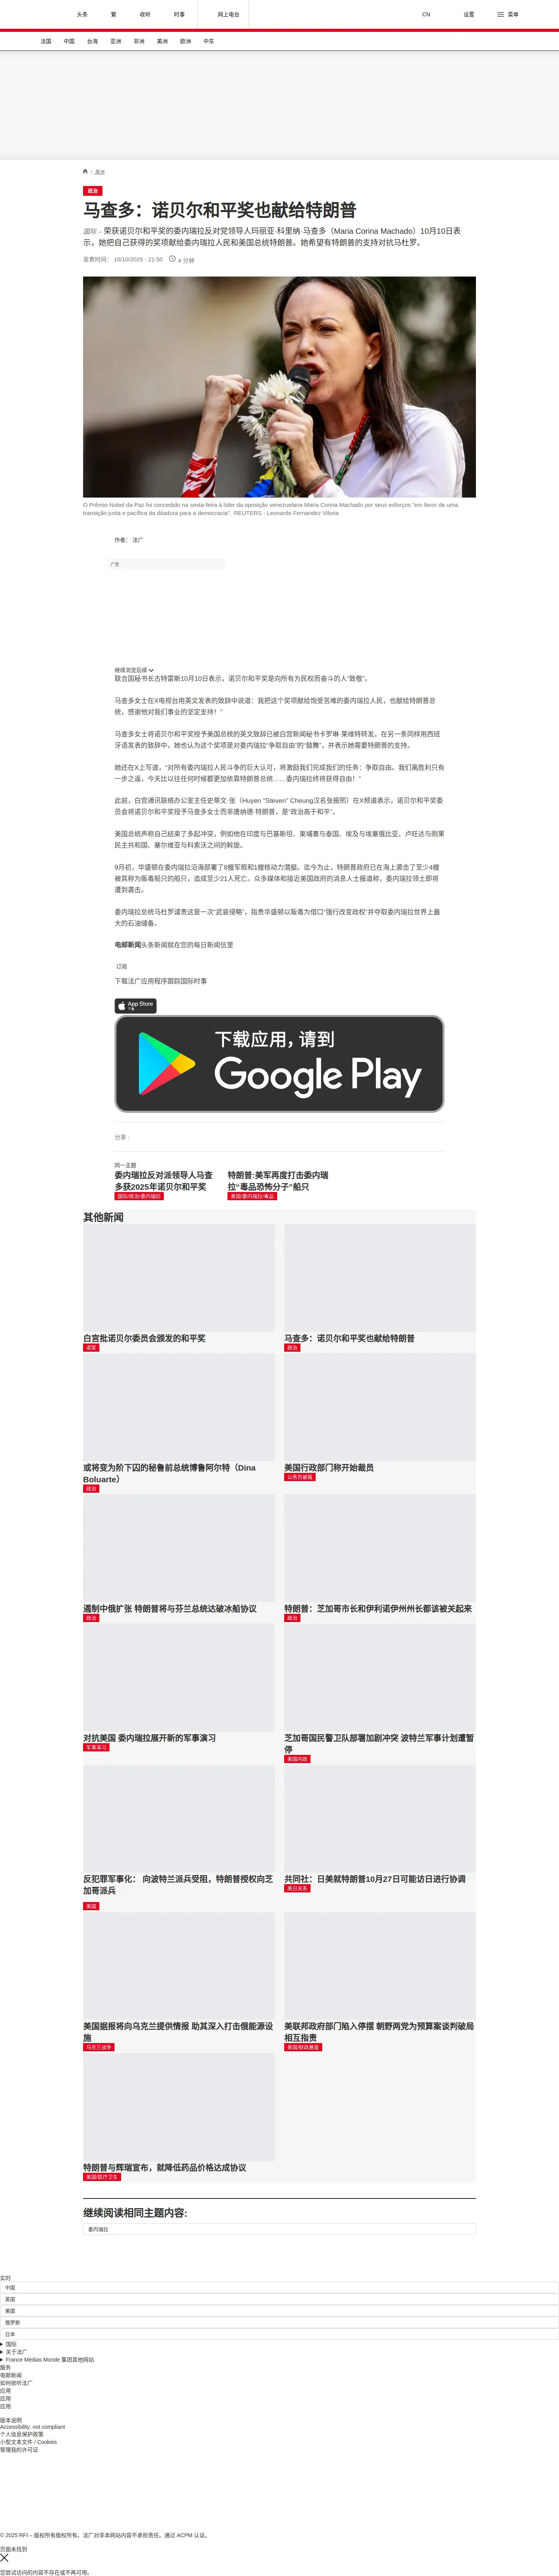 头条
繁
收听
时事
网上电台
CN
设置
菜单
法国
中国
台海
亚洲
非洲
美洲
欧洲
中东
/ 美洲
政治
马查多：诺贝尔和平奖也献给特朗普
国际 – 荣获诺贝尔和平奖的委内瑞拉反对党领导人玛丽亚·科里纳·马查多（Maria Corina Machado）10月10日表
示，她把自己获得的奖项献给委内瑞拉人民和美国总统特朗普。她希望有特朗普的支持对抗马杜罗。
发表时间： 10/10/2025 - 21:50
4 分钟
O Prêmio Nobel da Paz foi concedido na sexta-feira à líder da oposição venezuelana Maria Corina Machado por seus esforços "em favor de uma
transição justa e pacífica da ditadura para a democracia". REUTERS - Leonardo Fernandez Viloria
作者： 法广
广告
继续浏览后续
联合国秘书长古特雷斯10月10日表示，诺贝尔和平奖是向所有为民权而奋斗的人“致敬”。
马查多女士在X电视台用英文发表的致辞中说道：我把这个奖项献给饱受苦难的委内瑞拉人民，也献给特朗普总
统，感谢他对我们事业的坚定支持！“
马查多女士将诺贝尔和平奖授予美国总统的英文致辞已被白宫新闻秘书卡罗琳·莱维特转发。在另一条同样用西班
牙语发表的致辞中，她也认为这个奖项是对委内瑞拉“争取自由”的“鼓舞”，并表示她需要特朗普的支持。
她还在X上写道，“对所有委内瑞拉人民斗争的巨大认可，将激励我们完成我们的任务：争取自由。我们离胜利只有
一步之遥，今天比以往任何时候都更加依靠特朗普总统……委内瑞拉终将获得自由！”
此前，白宫通讯联络办公室主任史蒂文·张（Huyen "Steven" Cheung汉名张振熙）在X频道表示，诺贝尔和平奖委
员会将诺贝尔和平奖授予马查多女士而非唐纳德·特朗普，是“政治高于和平”。
美国总统声称自己结束了多起冲突，例如他在印度与巴基斯坦、柬埔寨与泰国、埃及与埃塞俄比亚、卢旺达与刚果
民主共和国、塞尔维亚与科索沃之间的斡旋。
9月初，华盛顿在委内瑞拉沿海部署了8艘军舰和1艘核动力潜艇。迄今为止，特朗普政府已在海上袭击了至少4艘
被其称为贩毒船只的船只，造成至少21人死亡。众多媒体和接近美国政府的消息人士报道称，委内瑞拉领土即将
遭到袭击。
委内瑞拉总统马杜罗谴责这是一次“武装侵略”，指责华盛顿以贩毒为借口“强行改变政权”并夺取委内瑞拉世界上最
大的石油储备。
电邮新闻头条新闻就在您的每日新闻信里
订阅
下载法广应用程序跟踪国际时事
App Store
下载
下载应用，请到
Google Play
分享 :
同一主题
委内瑞拉反对派领导人马查
多获2025年诺贝尔和平奖
国际/政治/委内瑞拉
特朗普:美军再度打击委内瑞
拉“毒品恐怖分子”船只
美国/委内瑞拉/毒品
其他新闻
白宫批诺贝尔委员会颁发的和平奖
诺奖
马查多：诺贝尔和平奖也献给特朗普
政治
或将变为阶下囚的秘鲁前总统博鲁阿尔特（Dina
Boluarte）
政治
美国行政部门称开始裁员
公务员被裁
遏制中俄扩张 特朗普将与芬兰总统达破冰船协议
政治
特朗普：芝加哥市长和伊利诺伊州州长都该被关起来
政治
对抗美国 委内瑞拉展开新的军事演习
军事演习
芝加哥国民警卫队部署加剧冲突 波特兰军事计划遭暂
停
美国内政
反犯罪军事化： 向波特兰派兵受阻，特朗普授权向芝
加哥派兵
美国
共同社：日美就特朗普10月27日可能访日进行协调
美日关系
美国据报将向乌克兰提供情报 助其深入打击俄能源设
施
乌克兰战争
美联邦政府部门陷入停摆 朝野两党为预算案谈判破局
相互指责
美国/财政悬崖
特朗普与辉瑞宣布，就降低药品价格达成协议
美国/医疗卫生
继续阅读相同主题内容:
委内瑞拉
实时
中国
英国
美国
俄罗斯
日本
国际
关于法广
France Médias Monde 集团其他网站
服务
电邮新闻
如何收听法广
应用
应用
应用
版本说明
Accessibility: not compliant
个人信息保护政策
小型文本文件 / Cookies
管理我的许可证
© 2025 RFI – 版权所有版权所有。法广对非本网站内容不承担责任。通过 ACPM 认证。
页面未找到
您尝试访问的内容不存在或不再可用。